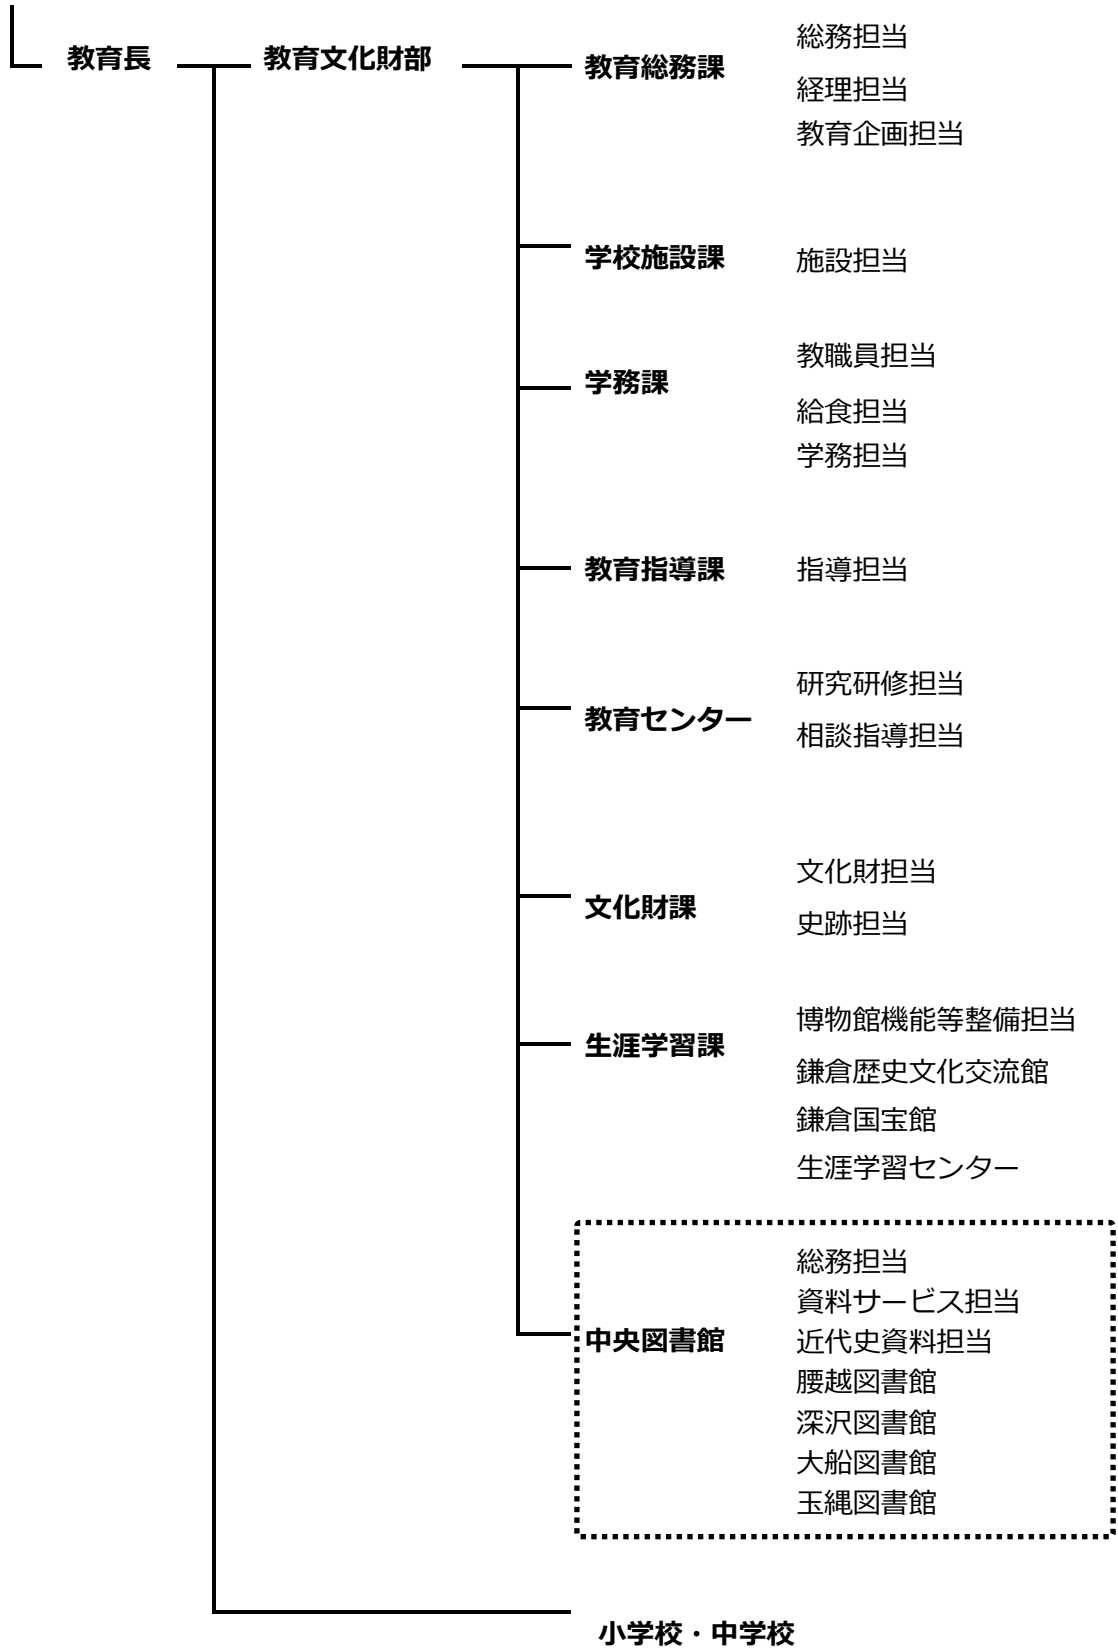 教育長
教育文化財部
教育総務課
総務担当
経理担当
教育企画担当
学校施設課
施設担当
学務課
教職員担当
給食担当
学務担当
教育指導課
指導担当
教育センター
研究研修担当
相談指導担当
文化財課
文化財担当
史跡担当
生涯学習課
博物館機能等整備担当
鎌倉歴史文化交流館
鎌倉国宝館
生涯学習センター
中央図書館
総務担当
資料サービス担当
近代史資料担当
腰越図書館
深沢図書館
大船図書館
玉縄図書館
小学校・中学校